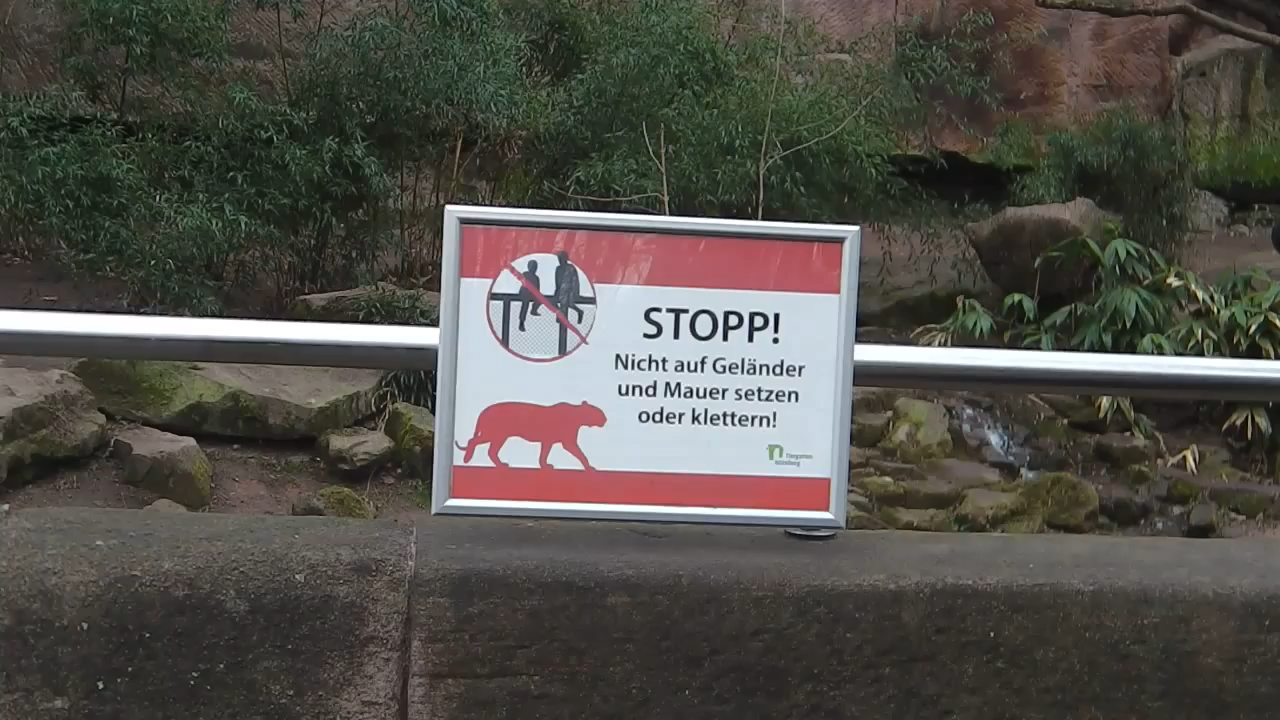 STOPP!
Nicht auf Geländer
und Mauer setzen
oder klettern!
Tiergarten
Nürnberg